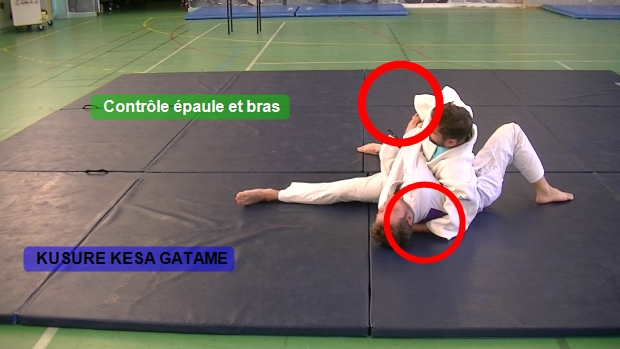 Contrôle épaule et bras
KUSURE KESA GATAME